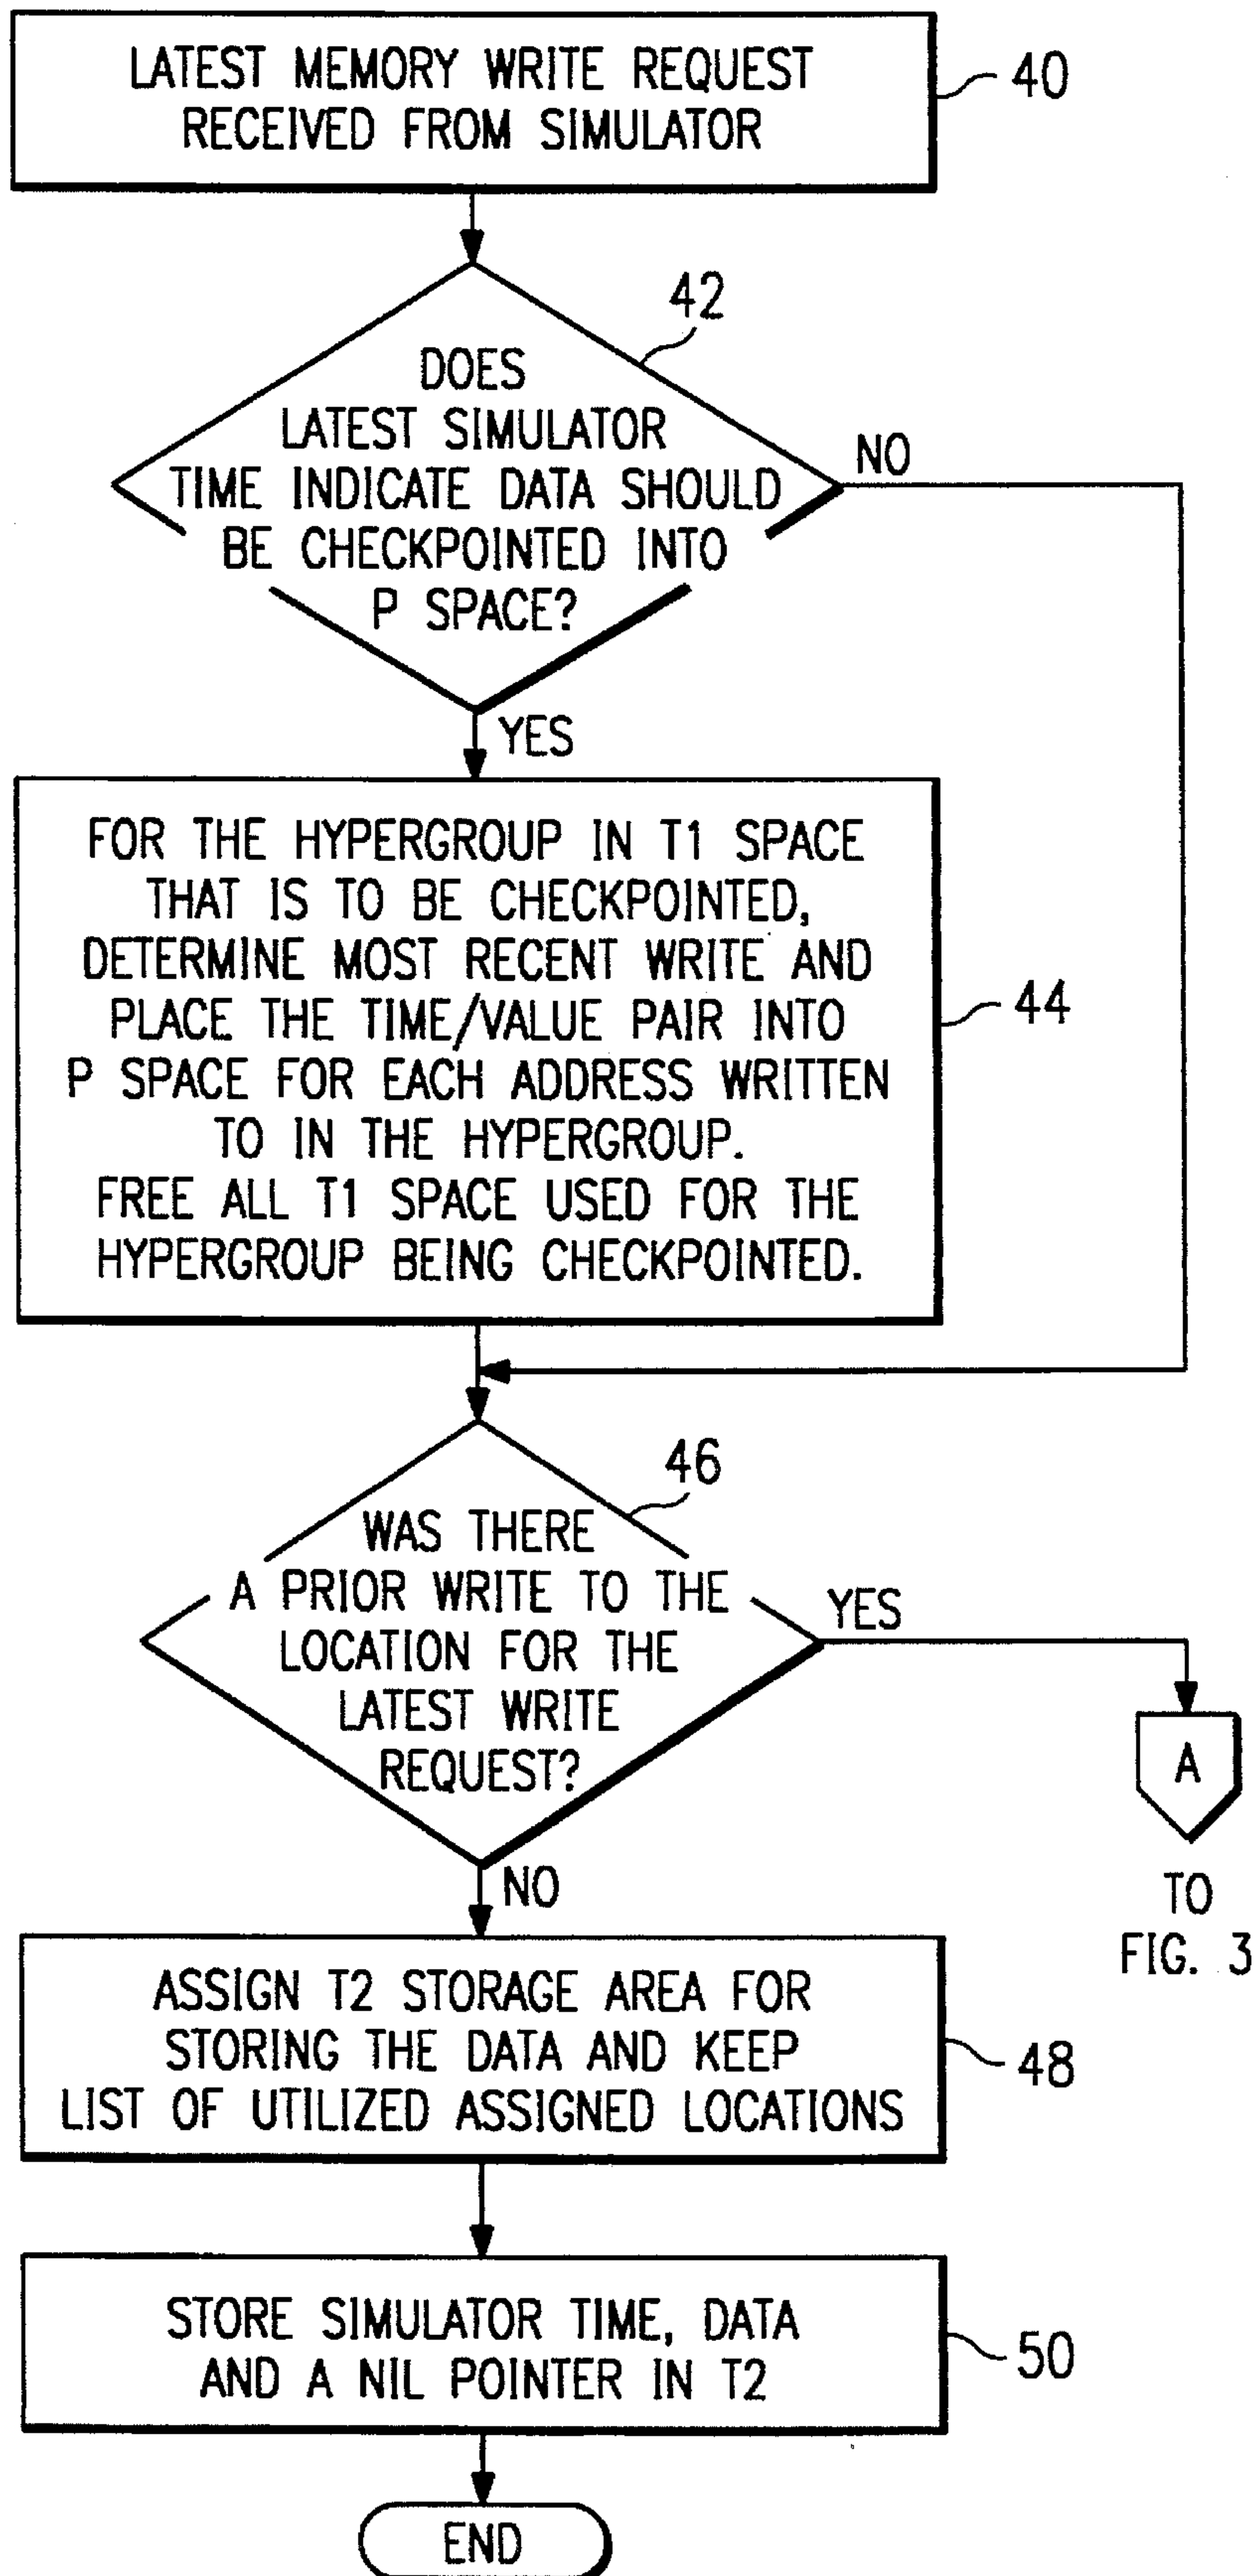 LATEST MEMORY WRITE REQUEST
RECEIVED FROM SIMULATOR
40
42
DOES
LATEST SIMULATOR
TIME INDICATE DATA SHOULD
BE CHECKPOINTED INTO
P SPACE?
NO
YES
FOR THE HYPERGROUP IN T1 SPACE
THAT IS TO BE CHECKPOINTED,
DETERMINE MOST RECENT WRITE AND
PLACE THE TIME/VALUE PAIR INTO
P SPACE FOR EACH ADDRESS WRITTEN
TO IN THE HYPERGROUP.
FREE ALL T1 SPACE USED FOR THE
HYPERGROUP BEING CHECKPOINTED.
44
46
WAS THERE
A PRIOR WRITE TO THE
LOCATION FOR THE
LATEST WRITE
REQUEST?
YES
A
TO
FIG. 3
NO
ASSIGN T2 STORAGE AREA FOR
STORING THE DATA AND KEEP
LIST OF UTILIZED ASSIGNED LOCATIONS
48
STORE SIMULATOR TIME, DATA
AND A NIL POINTER IN T2
50
END